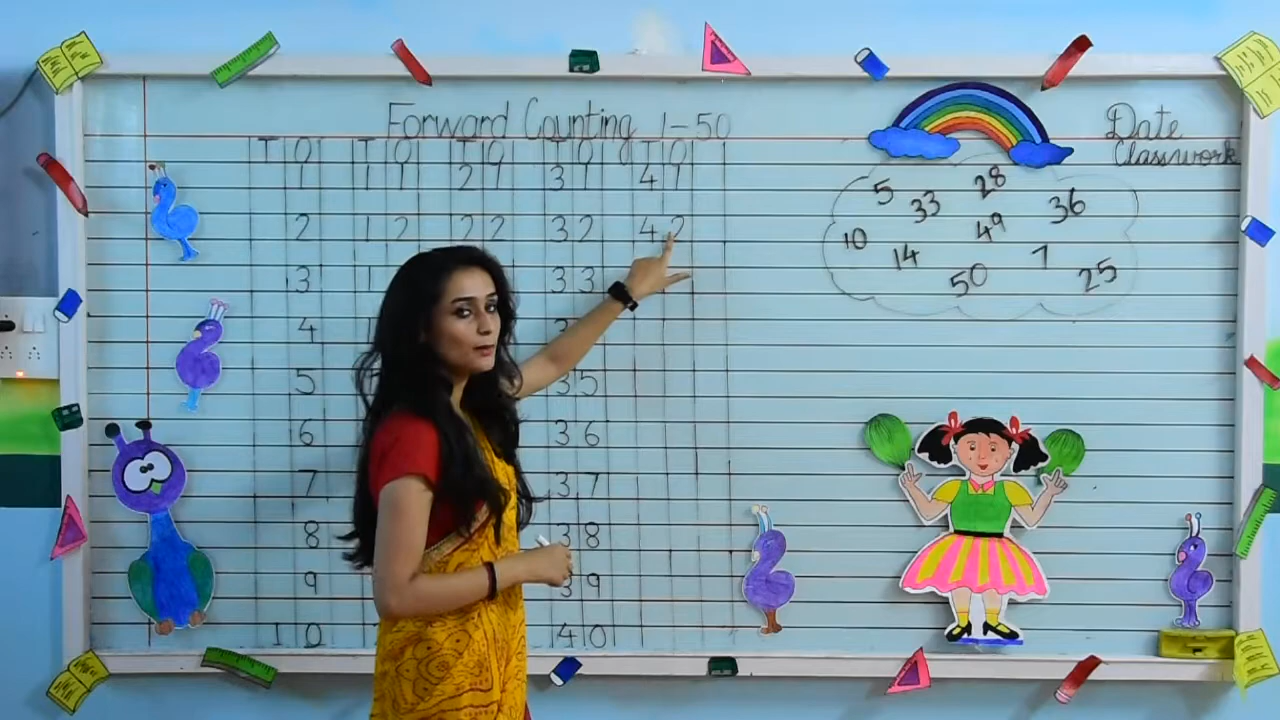 Forward Counting 1-50
Date
Classwork
T O T O T O T O T O
1 1 1 2 1 3 1 4 1
2 1 2 2 2 3 2 4 2
3 1 3 3
4 3
5 3 5
6 3 6
7 3 7
8 3 8
9 3 9
1 0 4 0
5 33 28 36
10 14 49 7
50 25